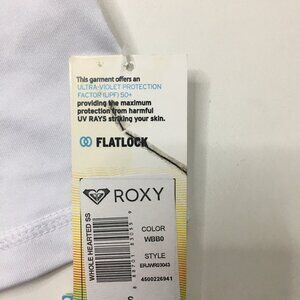 This garment offers an
ULTRA-VIOLET PROTECTION
FACTOR (UPF) 50+
providing the maximum
protection from harmful
UV RAYS striking your skin.
FLATLOCK
ROXY
WHOLE HEARTED SS
COLOR
WBB0
STYLE
ERJWR03043
4500226941
S